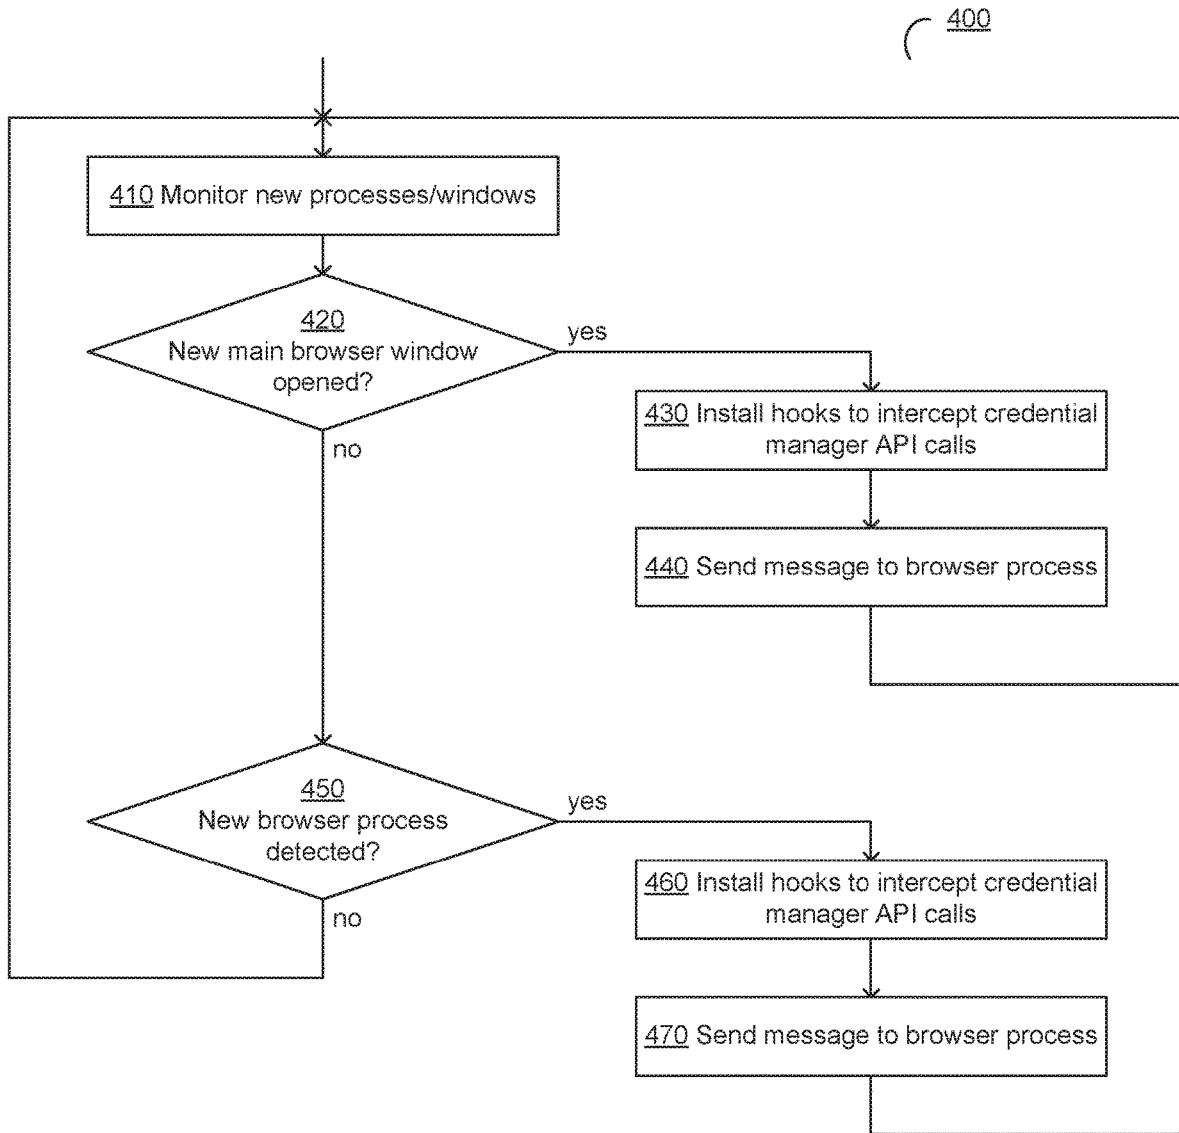 400
410 Monitor new processes/windows
420
New main browser window
opened?
yes
no
430 Install hooks to intercept credential
manager API calls
440 Send message to browser process
450
New browser process
detected?
yes
no
460 Install hooks to intercept credential
manager API calls
470 Send message to browser process